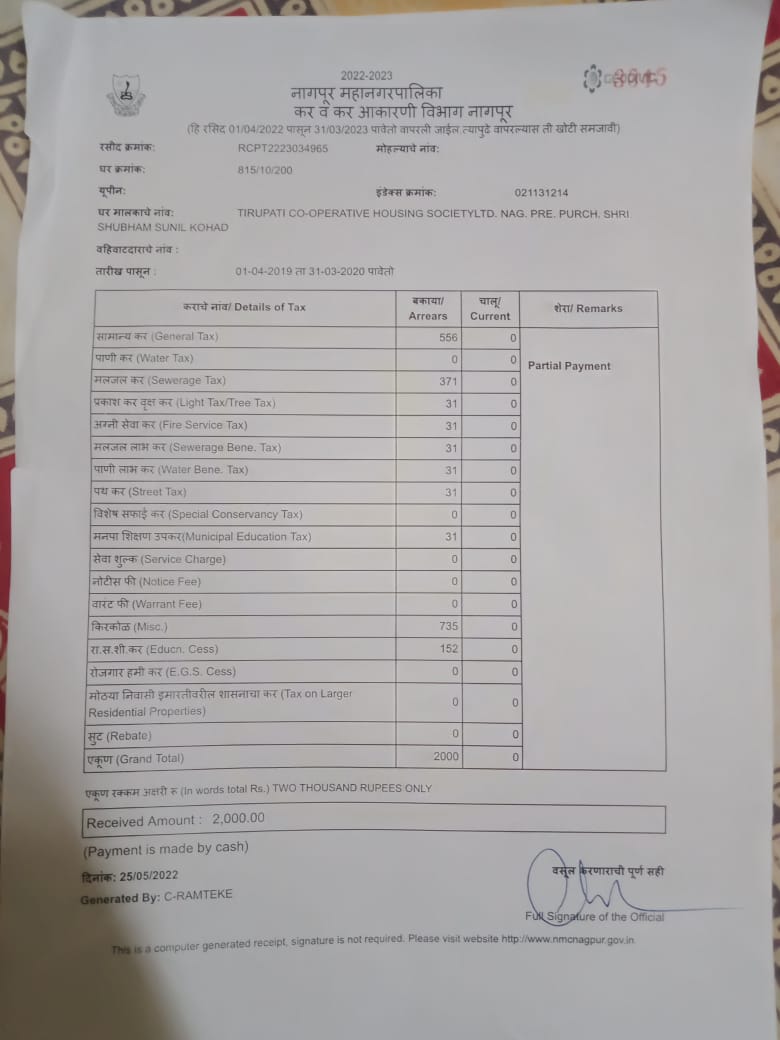 2022-2023
नागपूर महानगरपालिका
कर व कर आकारणी विभाग नागपूर
(हि रसिद 01/04/2022 पासून 31/03/2023 पावेतो वापरली जाईल त्यापुढे वापरल्यास ती खोटी समजावी)
रसीद क्रमांक: RCPT2223034965 मोहल्याचे नांव:
घर क्रमांक: 815/10/200
यूपीन: इंडेक्स क्रमांक: 021131214
घर मालकाचे नांव: TIRUPATI CO-OPERATIVE HOUSING SOCIETYLTD. NAG. PRE. PURCH. SHRI.
SHUBHAM SUNIL KOHAD
वहिवाटदाराचे नांव :
तारीख पासून : 01-04-2019 ता 31-03-2020 पावेतो
कराचे नांव/ Details of Tax बकाया/ Arrears चालू/ Current शेरा/ Remarks
सामान्य कर (General Tax) 556 0
पाणी कर (Water Tax) 0 0 Partial Payment
मलजल कर (Sewerage Tax) 371 0
प्रकाश कर वृक्ष कर (Light Tax/Tree Tax) 31 0
अग्नी सेवा कर (Fire Service Tax) 31 0
मलजल लाभ कर (Sewerage Bene. Tax) 31 0
पाणी लाभ कर (Water Bene. Tax) 31 0
पथ कर (Street Tax) 31 0
विशेष सफाई कर (Special Conservancy Tax) 0 0
मनपा शिक्षण उपकर(Municipal Education Tax) 31 0
सेवा शुल्क (Service Charge) 0 0
नोटीस फी (Notice Fee) 0 0
वारंट फी (Warrant Fee) 0 0
किरकोळ (Misc.) 735 0
रा.स.शी.कर (Educn. Cess) 152 0
रोजगार हमी कर (E.G.S. Cess) 0 0
मोठया निवासी इमारतीवरील शासनाचा कर (Tax on Larger
Residential Properties) 0 0
सुट (Rebate) 0 0
एकूण (Grand Total) 2000 0
एकूण रक्कम अक्षरी रु (In words total Rs.) TWO THOUSAND RUPEES ONLY
Received Amount : 2,000.00
(Payment is made by cash)
दिनांक: 25/05/2022
Generated By: C-RAMTEKE
वसूल करणाराची पूर्ण सही
Full Signature of the Official
This is a computer generated receipt, signature is not required. Please visit website http://www.nmcnagpur.gov.in.